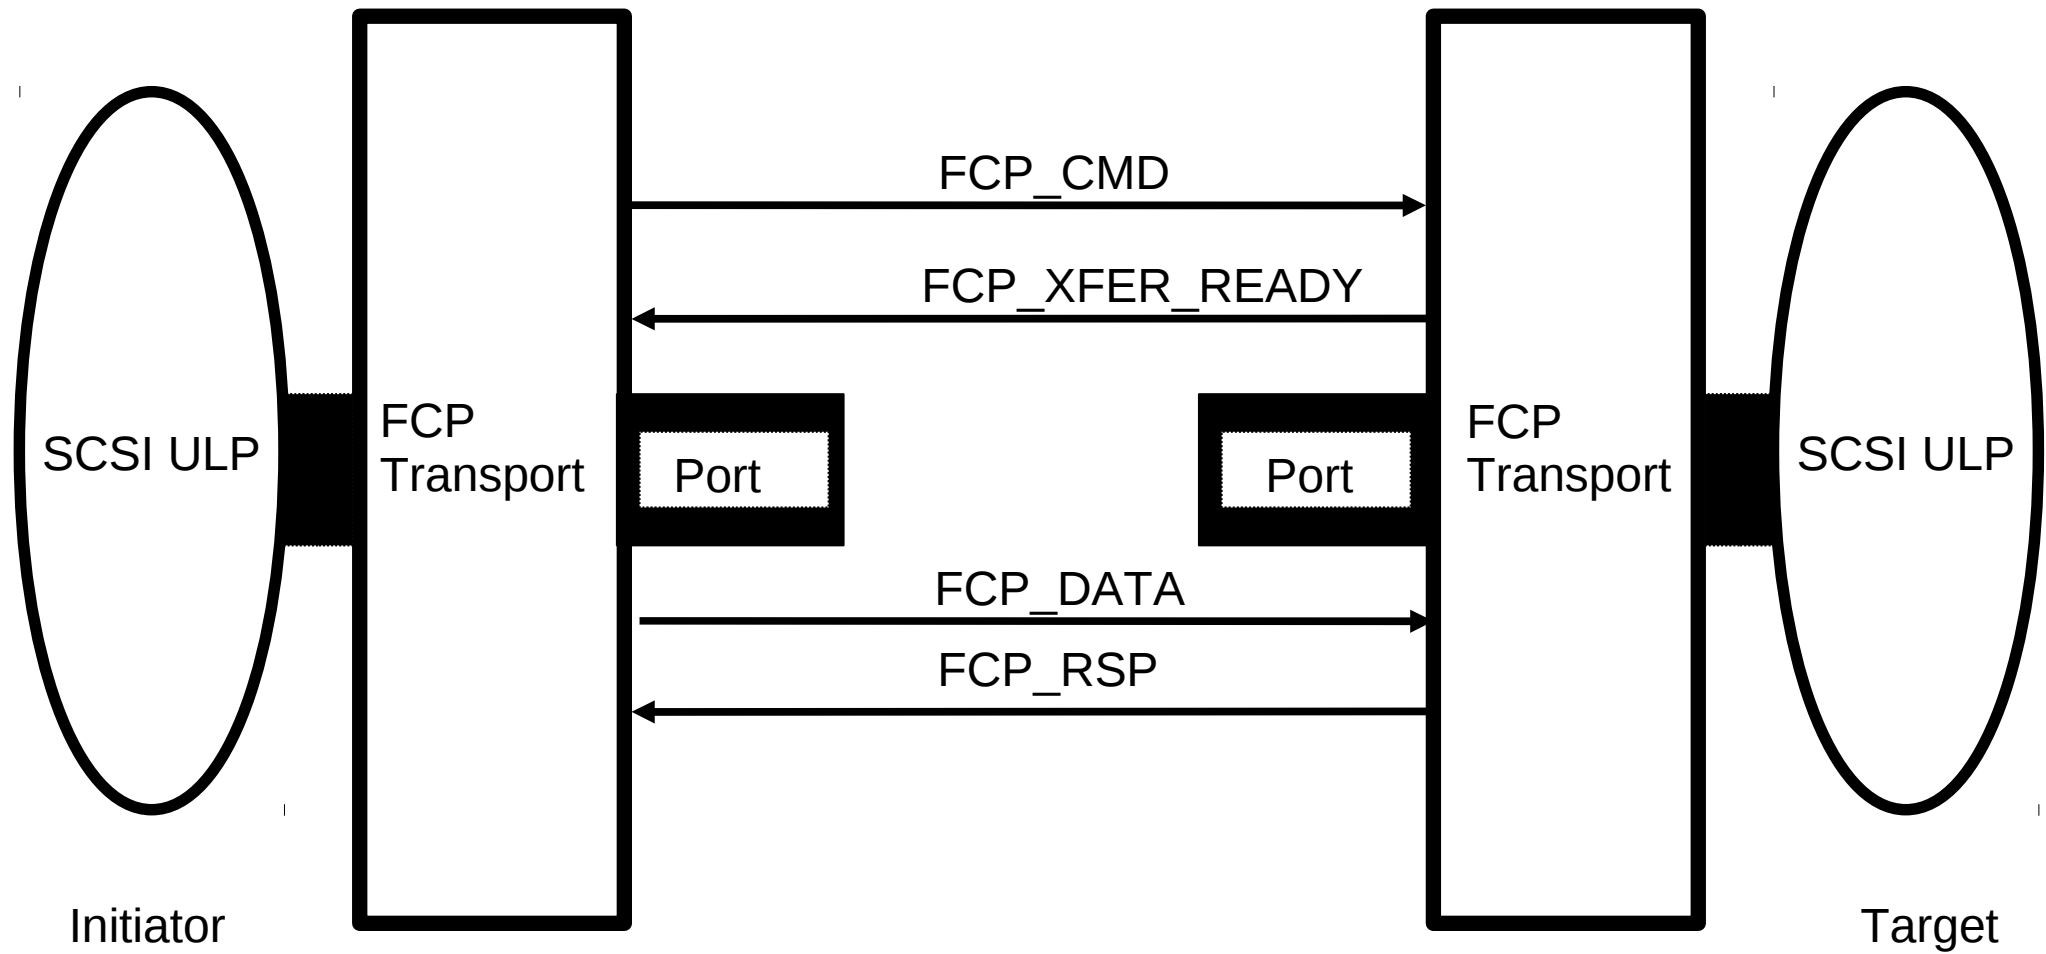 FCP_CMD
FCP_XFER_READY
SCSI ULP
FCP
Transport
Port
Port
FCP
Transport
SCSI ULP
FCP_DATA
FCP_RSP
Initiator
Target